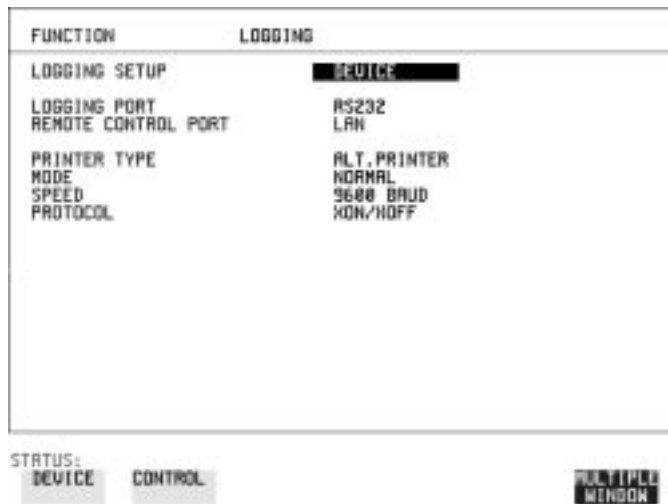 FUNCTION LOGGING
LOGGING SETUP DEVICE
LOGGING PORT RS232
REMOTE CONTROL PORT LAN
PRINTER TYPE ALT.PRINTER
MODE NORMAL
SPEED 9600 BAUD
PROTOCOL XON/XOFF
STATUS:
DEVICE CONTROL MULTIPLE
WINDOW